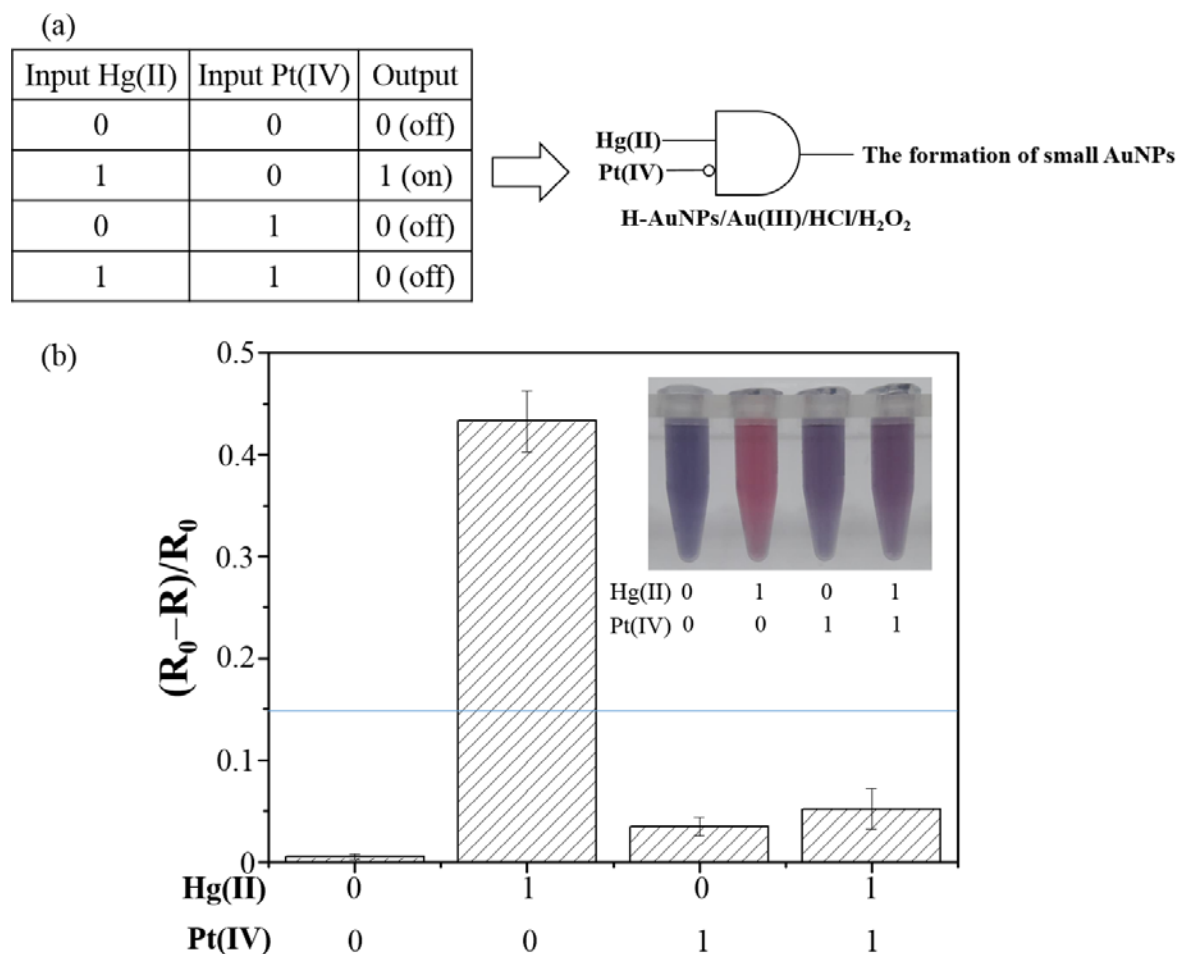 (a)
Input Hg(II) Input Pt(IV) Output
0 0 0 (off)
1 0 1 (on)
0 1 0 (off)
1 1 0 (off)
Hg(II)
Pt(IV)
The formation of small AuNPs
H-AuNPs/Au(III)/HCl/H₂O₂
(b)
(R₀−R)/R₀
0.5
0.4
0.3
0.2
0.1
0
Hg(II) 0 1 0 1
Pt(IV) 0 0 1 1
Hg(II) 0 1 0 1
Pt(IV) 0 0 1 1